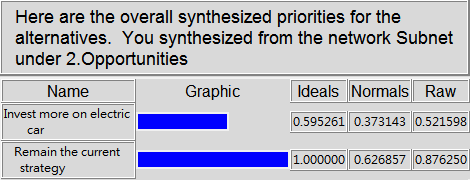 Here are the overall synthesized priorities for the
alternatives. You synthesized from the network Subnet
under 2.Opportunities
Name Graphic Ideals Normals Raw
Invest more on electric
car 0.595261 0.373143 0.521598
Remain the current
strategy 1.000000 0.626857 0.876250